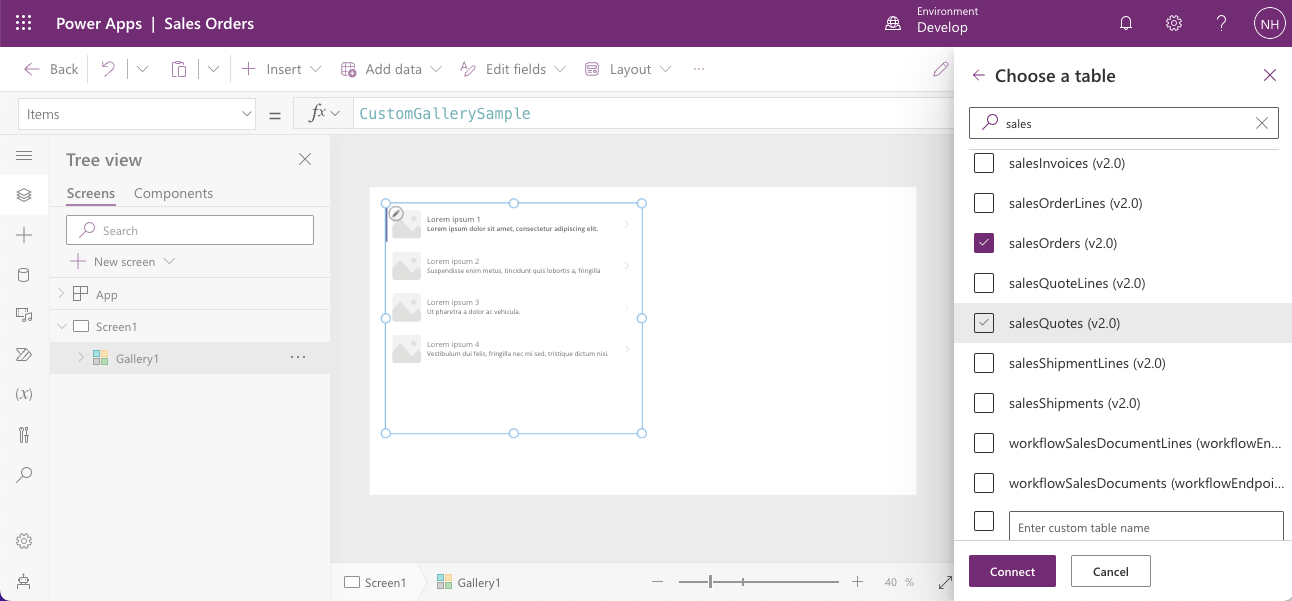 Power Apps | Sales Orders
Environment
Develop
?
NH
Back
Insert
Add data
Edit fields
Layout
...
Items
=
fx
CustomGallerySample
Tree view
Screens
Components
Search
New screen
App
Screen1
Gallery1
...
(x)
Lorem ipsum 1
Lorem ipsum dolor sit amet, consectetur adipiscing elit.
Lorem ipsum 2
Suspendisse enim metus, tincidunt quis lobortis a, fringilla
Lorem ipsum 3
Ut pharetra a dolor ac vehicula.
Lorem ipsum 4
Vestibulum dui felis, fringilla nec mi sed, tristique dictum nisi.
Screen1
Gallery1
40 %
Choose a table
sales
salesInvoices (v2.0)
salesOrderLines (v2.0)
salesOrders (v2.0)
salesQuoteLines (v2.0)
salesQuotes (v2.0)
salesShipmentLines (v2.0)
salesShipments (v2.0)
workflowSalesDocumentLines (workflowEn...
workflowSalesDocuments (workflowEndpoi...
Enter custom table name
Connect
Cancel